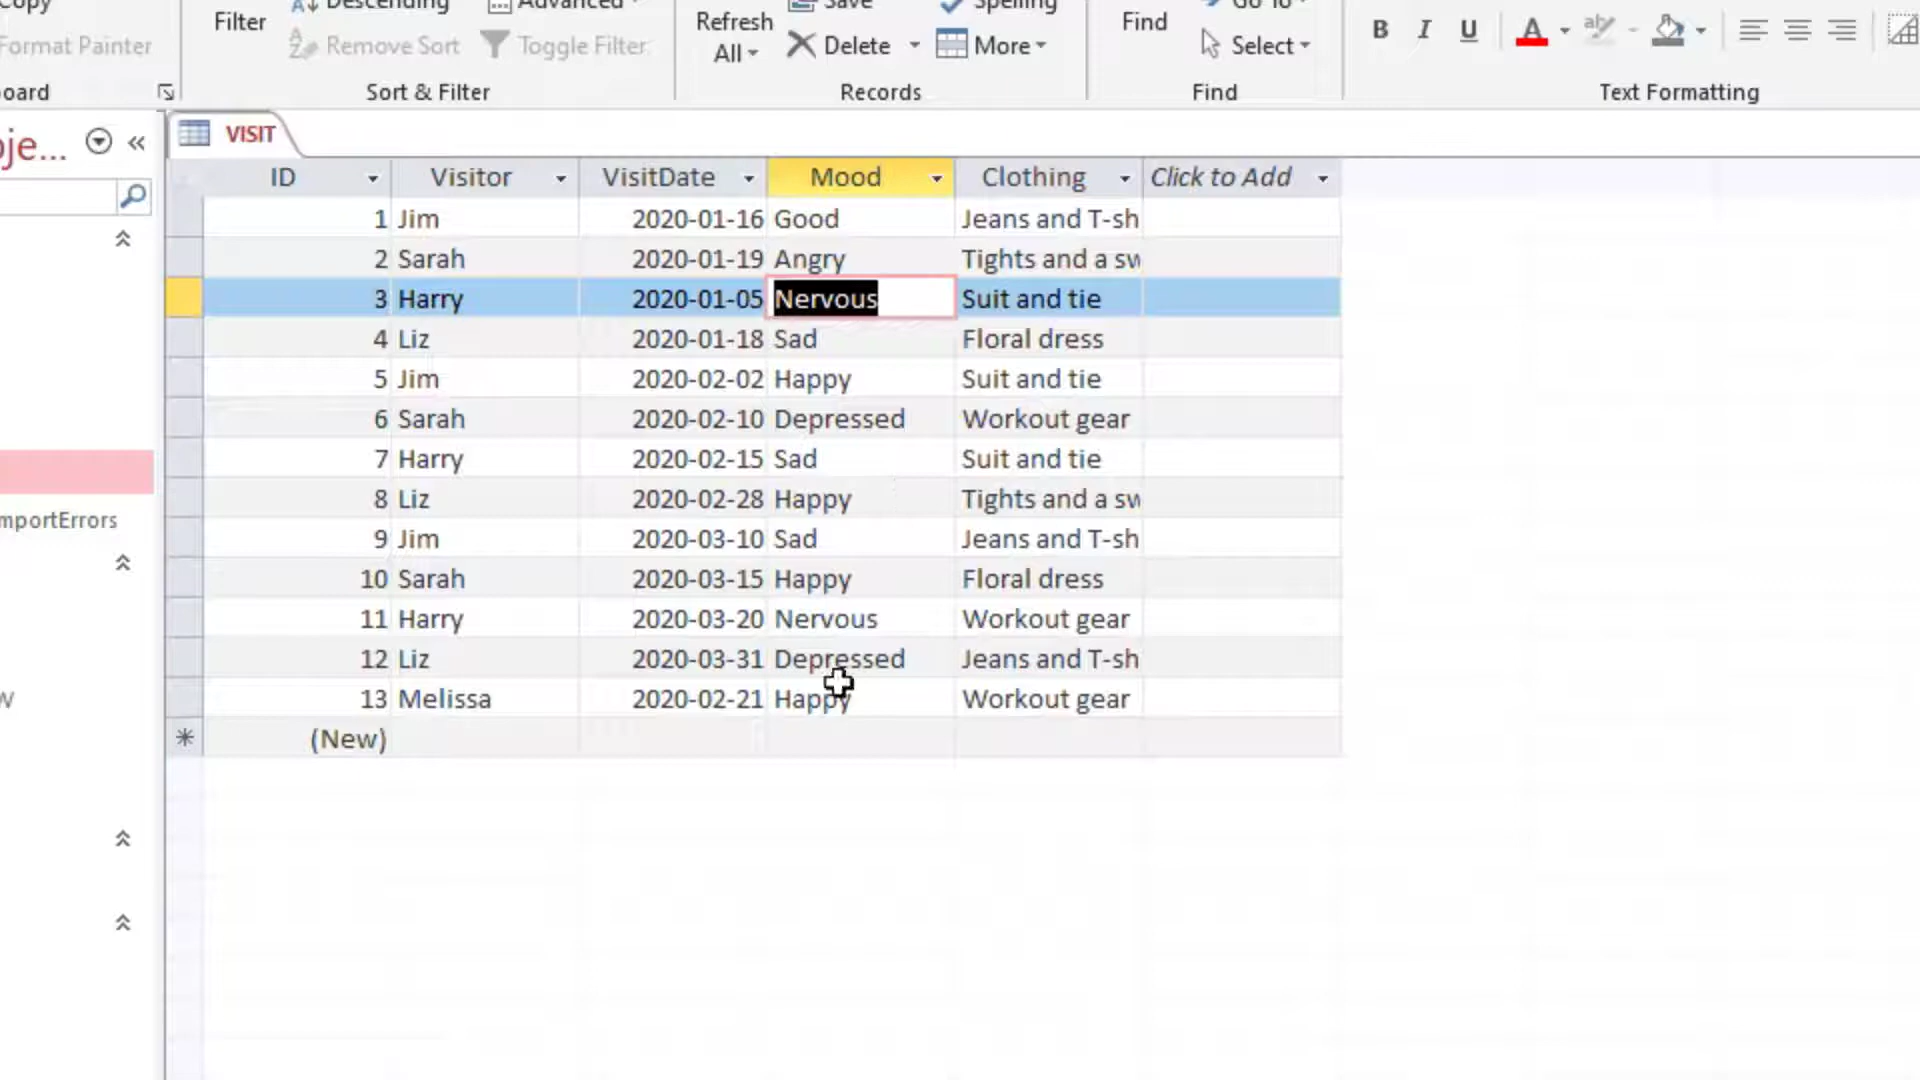 Copy
Format Painter
oard
Filter
Descending
Advanced
Remove Sort
Toggle Filter
Sort & Filter
Refresh
All
Save
Spelling
Delete
More
Records
Find
Go To
Select
Find
B I U A
Text Formatting
oje...
VISIT
ID Visitor VisitDate Mood Clothing Click to Add
1 Jim 2020-01-16 Good Jeans and T-sh
2 Sarah 2020-01-19 Angry Tights and a sw
3 Harry 2020-01-05 Nervous Suit and tie
4 Liz 2020-01-18 Sad Floral dress
5 Jim 2020-02-02 Happy Suit and tie
6 Sarah 2020-02-10 Depressed Workout gear
7 Harry 2020-02-15 Sad Suit and tie
8 Liz 2020-02-28 Happy Tights and a sw
9 Jim 2020-03-10 Sad Jeans and T-sh
10 Sarah 2020-03-15 Happy Floral dress
11 Harry 2020-03-20 Nervous Workout gear
12 Liz 2020-03-31 Depressed Jeans and T-sh
13 Melissa 2020-02-21 Happy Workout gear
(New)
mportErrors